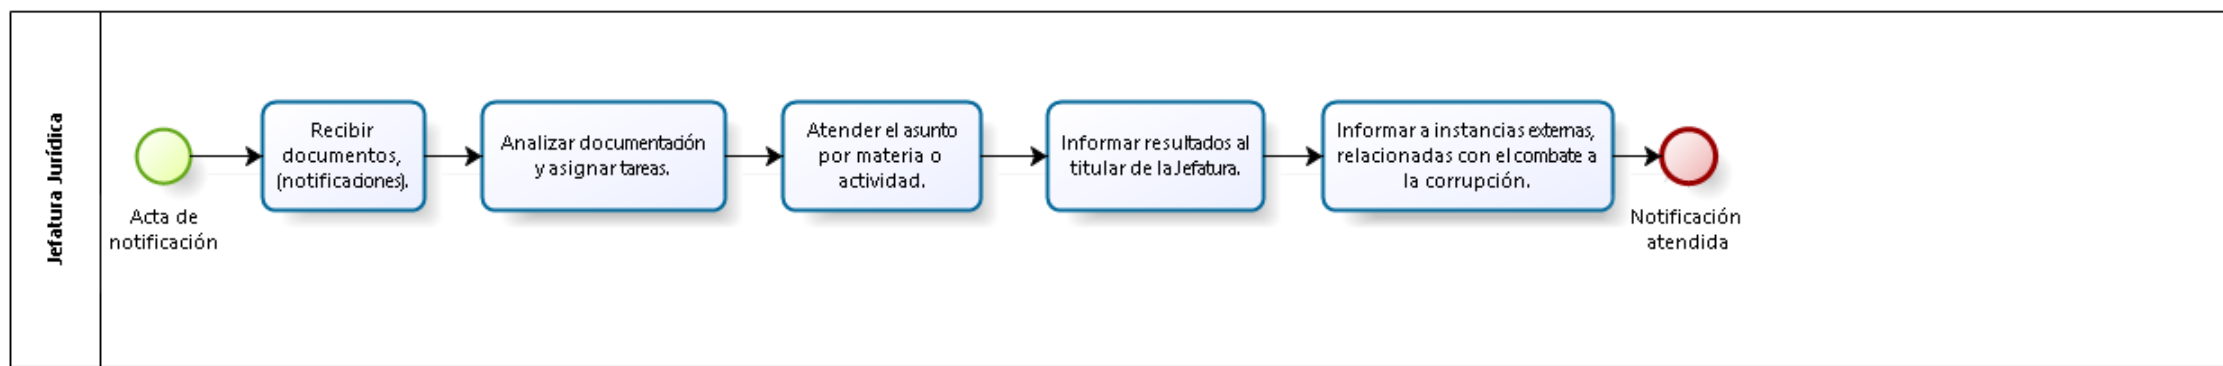 Jefatura Jurídica
Acta de
notificación
Recibir
documentos,
(notificaciones).
Analizar documentación
y asignar tareas.
Atender el asunto
por materia o
actividad.
Informar resultados al
titular de la Jefatura.
Informar a instancias externas,
relacionadas con el combate a
la corrupción.
Notificación
atendida